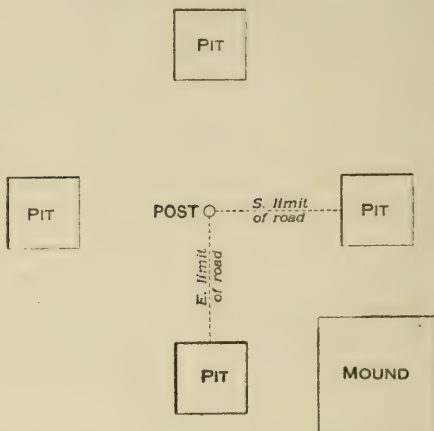 PIT
PIT
POST
S. limit
of road
PIT
E. limit
of road
PIT
MOUND